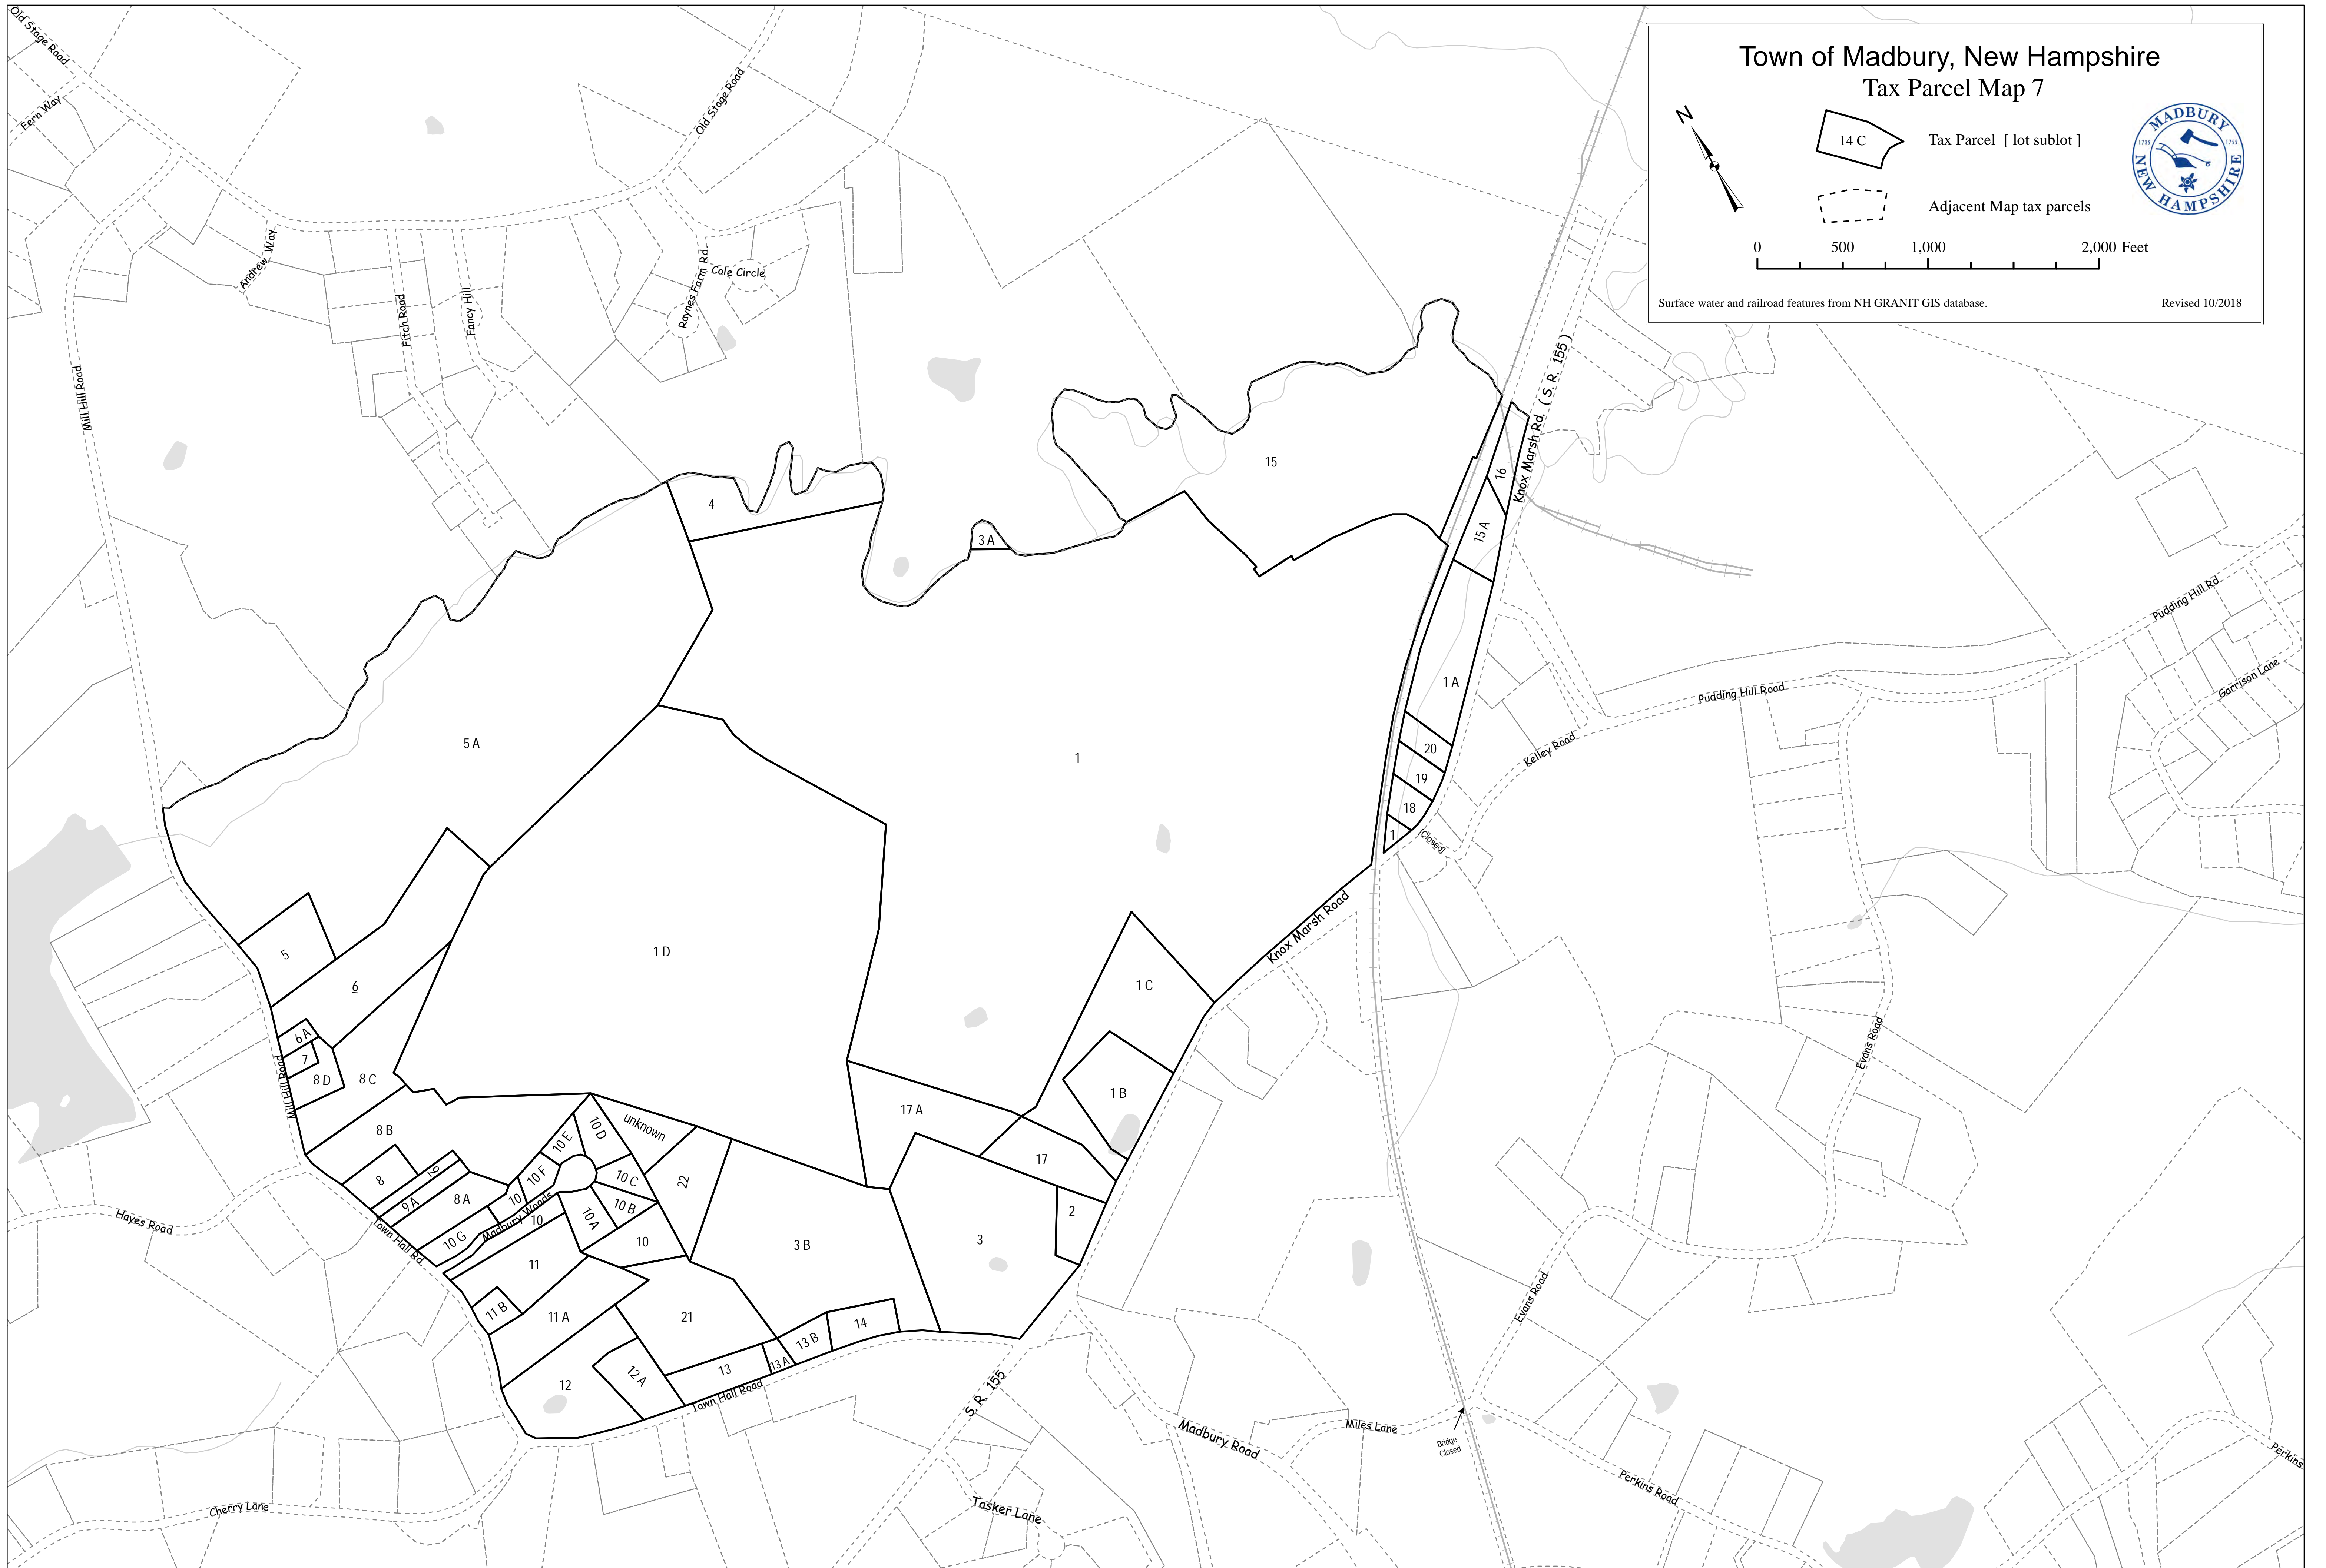 Town of Madbury, New Hampshire
Tax Parcel Map 7
N
14 C
Tax Parcel [ lot sublot ]
Adjacent Map tax parcels
MADBURY
1735
1755
NEW HAMPSHIRE
0 500 1,000 2,000 Feet
Surface water and railroad features from NH GRANIT GIS database.
Revised 10/2018
Old Stage Road
Fern Way
Old Stage Road
Andrew Way
Fitch Road
Fancy Hill
Raynes Farm Rd
Cole Circle
Mill Hill Road
Knox Marsh Rd. ( S. R. 155 )
15
16
15 A
4
3 A
1 A
20
19
18
1
(Closed)
Pudding Hill Road
Pudding Hill Rd
Garrison Lane
Kelley Road
5 A
1
1 D
5
6
6 A
7
8 D
8 C
Mill Hill Road
Knox Marsh Road
1 C
1 B
17 A
17
2
3
3 B
8 B
8
9
9 A
8 A
10 G
10
10 F
10 E
10 D
unknown
10 C
10 B
10 A
22
Madbury Woods
10
10
11
11 B
11 A
21
12
12 A
13
13 A
13 B
14
Town Hall Rd.
Town Hall Road
Hayes Road
Cherry Lane
S. R. 155
Tasker Lane
Madbury Road
Miles Lane
Bridge
Closed
Evans Road
Evans Road
Perkins Road
Perkins